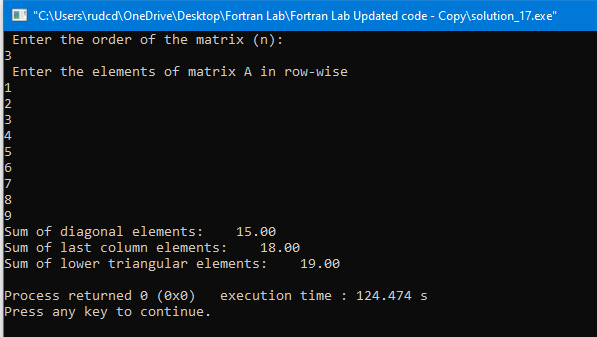 "C:\Users\rudcd\OneDrive\Desktop\Fortran Lab\Fortran Lab Updated code - Copy\solution_17.exe"
Enter the order of the matrix (n):
3
Enter the elements of matrix A in row-wise
1
2
3
4
5
6
7
8
9
Sum of diagonal elements:    15.00
Sum of last column elements:    18.00
Sum of lower triangular elements:    19.00
Process returned 0 (0x0)   execution time : 124.474 s
Press any key to continue.